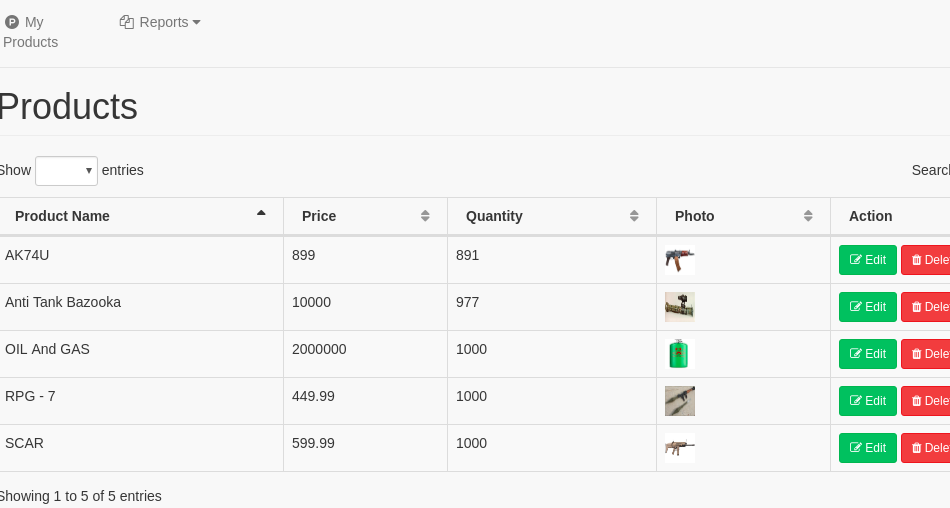 My Products
Reports
Products
Show entries
Search
Product Name Price Quantity Photo Action
AK74U 899 891 Edit Dele
Anti Tank Bazooka 10000 977 Edit Dele
OIL And GAS 2000000 1000 Edit Dele
RPG - 7 449.99 1000 Edit Dele
SCAR 599.99 1000 Edit Dele
Showing 1 to 5 of 5 entries